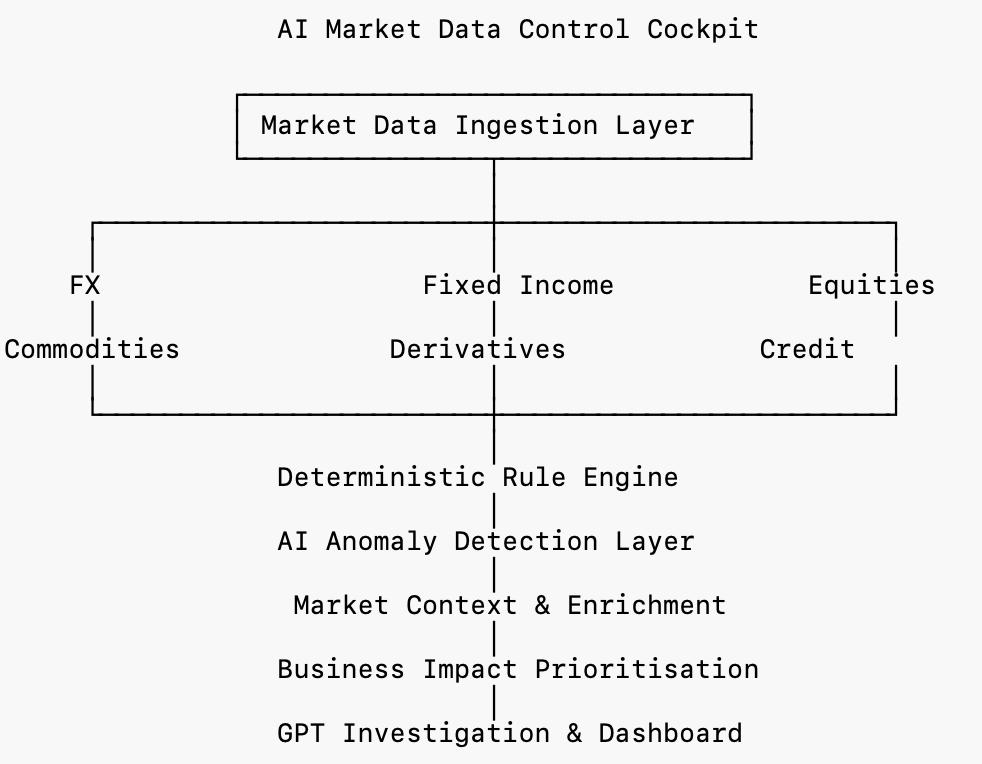 AI Market Data Control Cockpit
Market Data Ingestion Layer
FX Fixed Income Equities
Commodities Derivatives Credit
Deterministic Rule Engine
AI Anomaly Detection Layer
Market Context & Enrichment
Business Impact Prioritisation
GPT Investigation & Dashboard